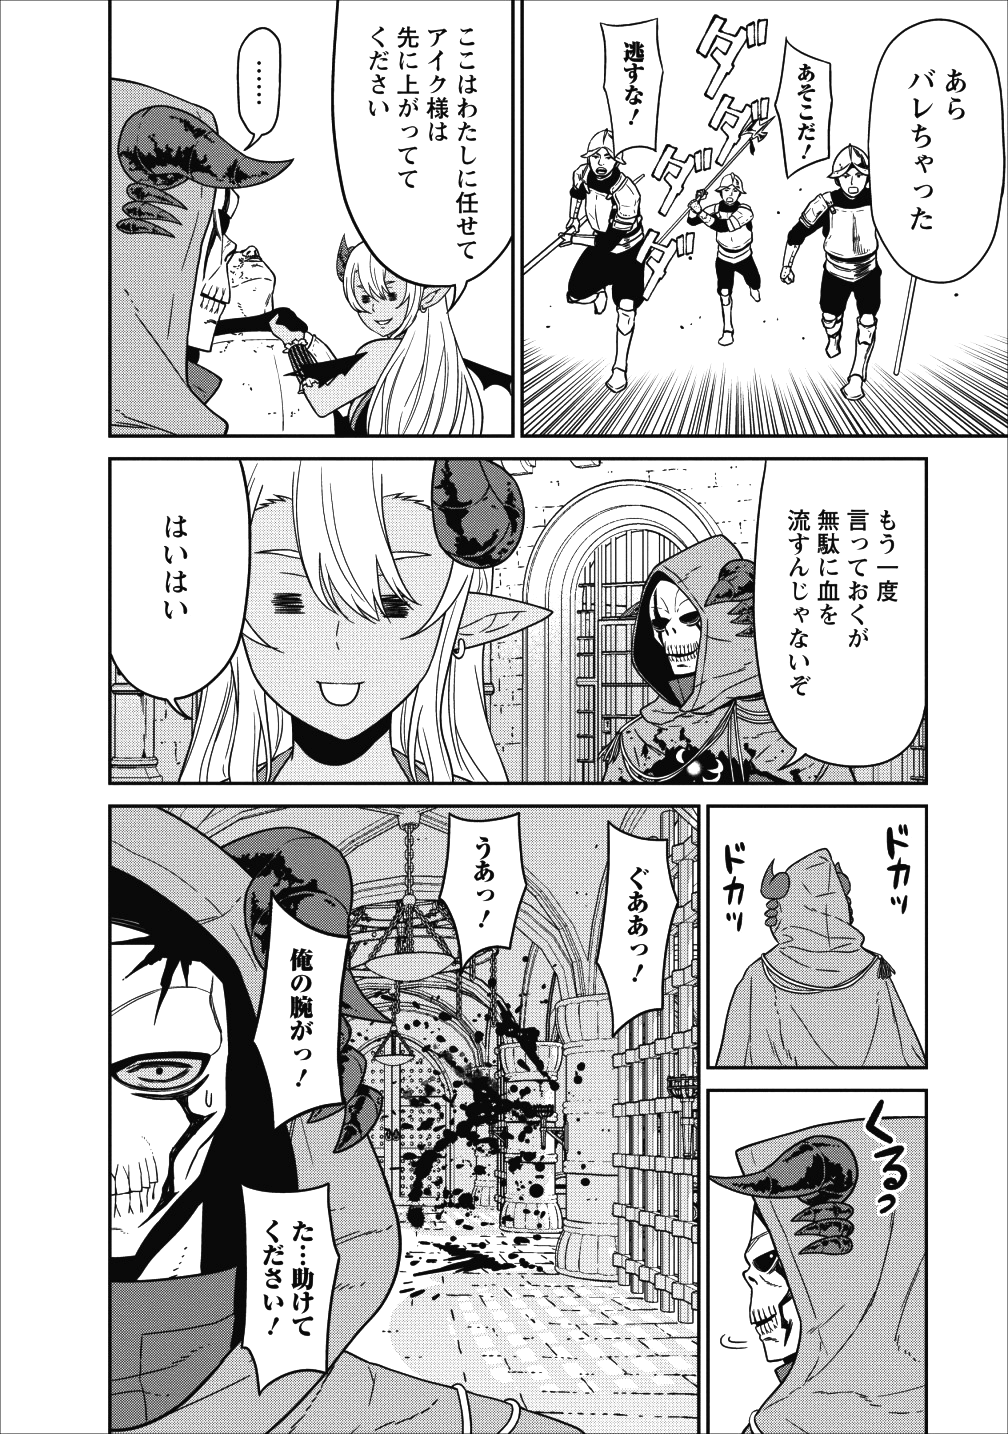 あら
バレちゃった
あそこだ！
逃すな！
ダダッ
ダダダッ
ダダッ
ここはわたしに任せて
アイク様は
先に上がってて
ください
……
もう一度
言っておくが
無駄に血を
流すんじゃないぞ
はいはい
ドカッ
ドカッ
くるっ
ぐああっ！
うあっ！
俺の腕がっ！
た…助けて
ください！